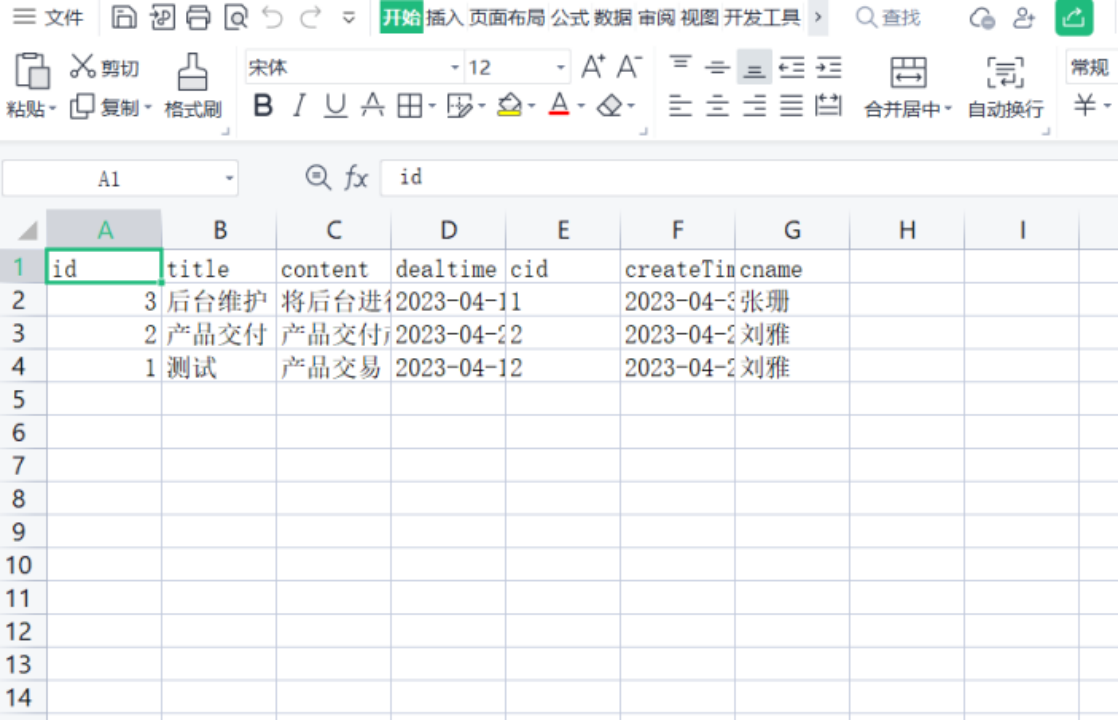 文件 开始 插入 页面布局 公式 数据 审阅 视图 开发工具 > 查找
剪切 宋体 12 A+ A- 常规
粘贴 复制 格式刷 B I U A A 合并居中 自动换行 ¥
A1 fx id
A B C D E F G H I
1 id title content dealtime cid createTim cname
2 3 后台维护 将后台进行 2023-04-1 1 2023-04-3 张珊
3 2 产品交付 产品交付 2023-04-2 2 2023-04-2 刘雅
4 1 测试 产品交易 2023-04-1 2 2023-04-2 刘雅
5
6
7
8
9
10
11
12
13
14